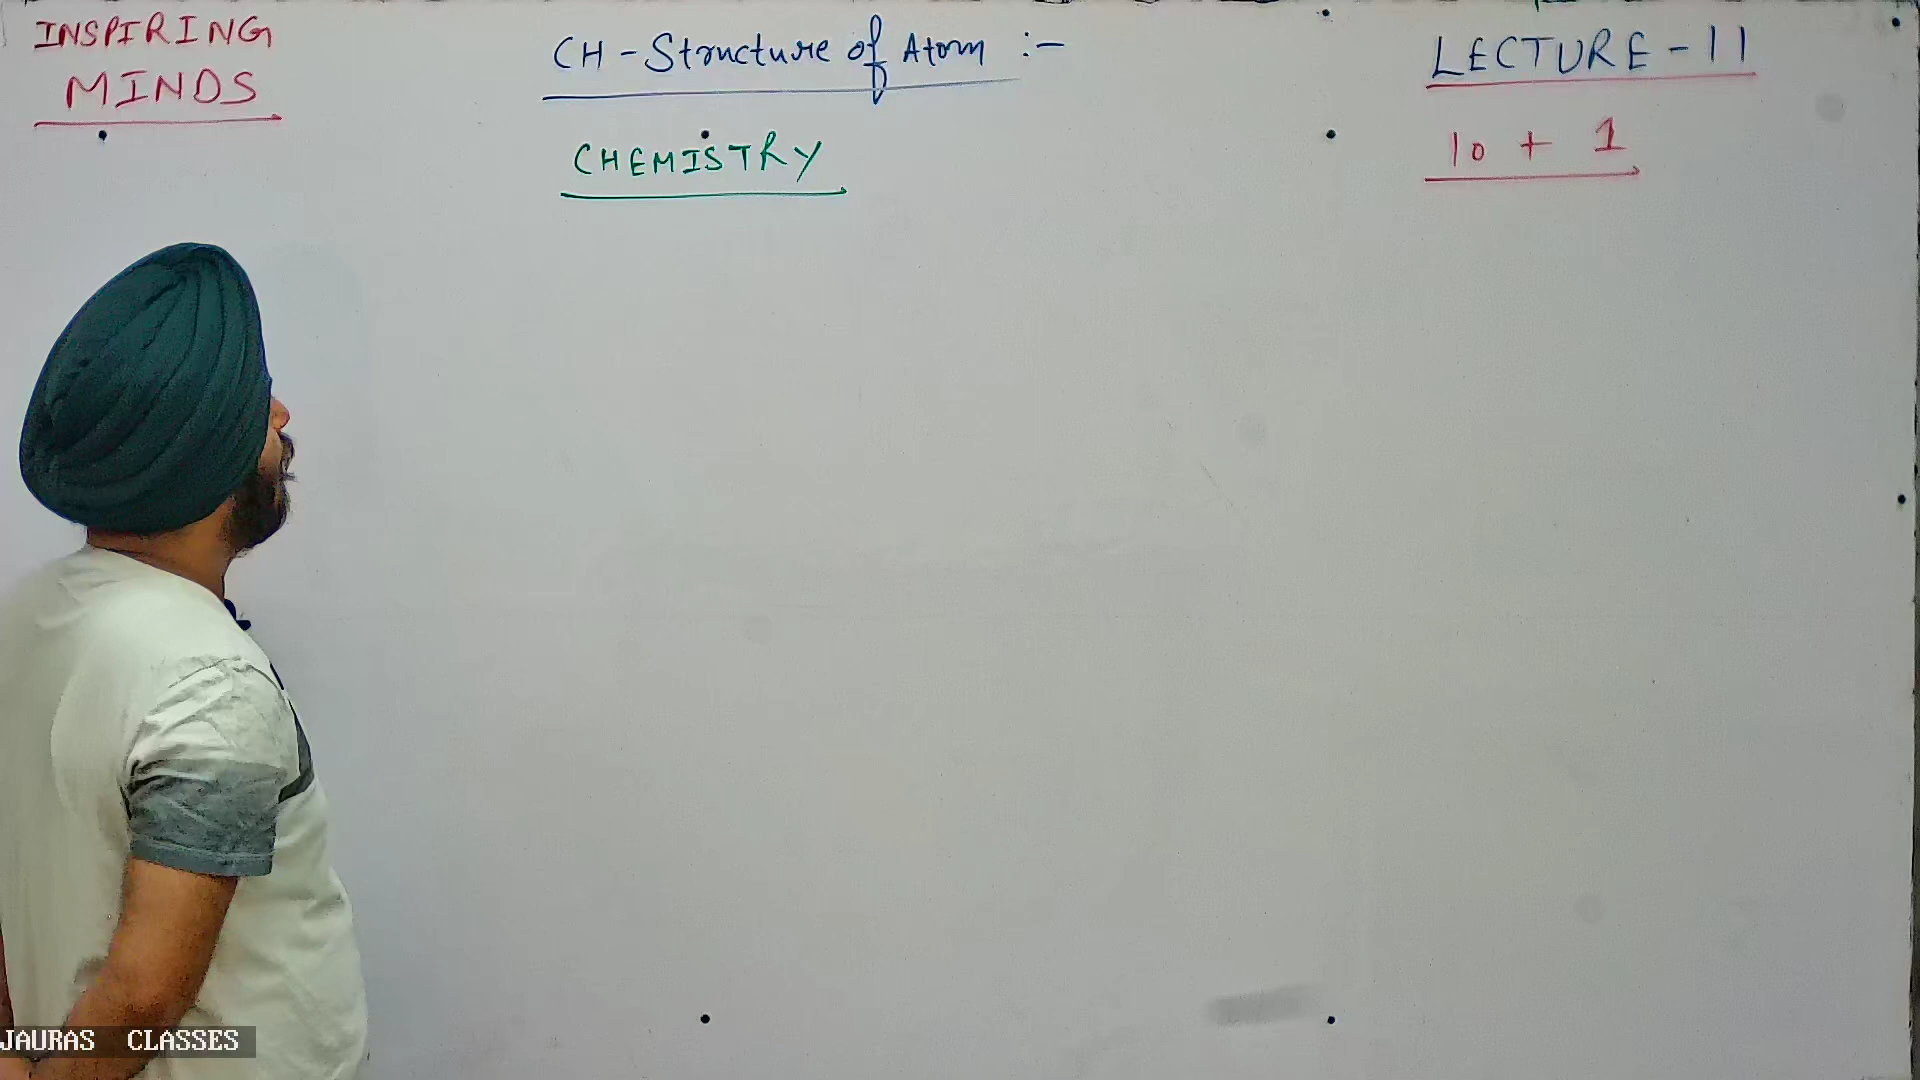 INSPIRING
MINDS
CH - Structure of Atom :-
CHEMISTRY
LECTURE - 11
10 + 1
JAURAS CLASSES